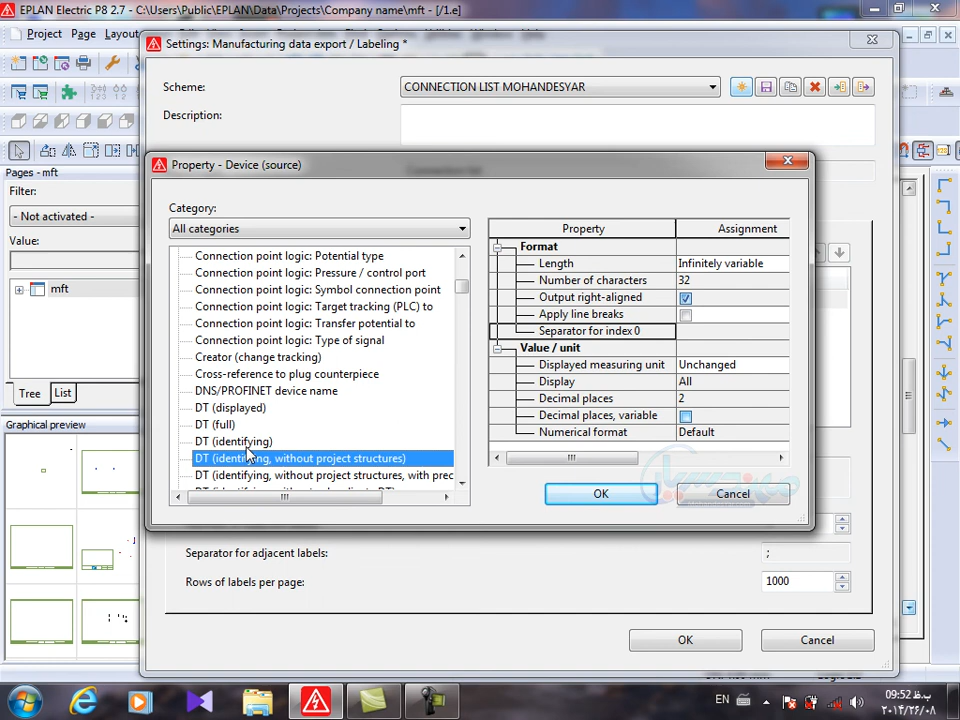 EPLAN Electric P8 2.7 - C:\Users\Public\EPLAN\Data\Projects\Company name\mft - [/1.e]
Project Page Layou
Settings: Manufacturing data export / Labeling *
Scheme: CONNECTION LIST MOHANDESYAR
Description:
Pages - mft
Filter:
- Not activated -
Value:
mft
Tree List
Graphical preview
Property - Device (source)
Category:
All categories
Connection point logic: Potential type
Connection point logic: Pressure / control port
Connection point logic: Symbol connection point
Connection point logic: Target tracking (PLC) to
Connection point logic: Transfer potential to
Connection point logic: Type of signal
Creator (change tracking)
Cross-reference to plug counterpiece
DNS/PROFINET device name
DT (displayed)
DT (full)
DT (identifying)
DT (identifying, without project structures)
DT (identifying, without project structures, with prec
Property Assignment
Format
Length Infinitely variable
Number of characters 32
Output right-aligned
Apply line breaks
Separator for index 0
Value / unit
Displayed measuring unit Unchanged
Display All
Decimal places 2
Decimal places, variable
Numerical format Default
OK Cancel
Separator for adjacent labels: ;
Rows of labels per page: 1000
OK Cancel
EN
09:52 ب.ظ
۲۰۱۴/۲۶/۰۸